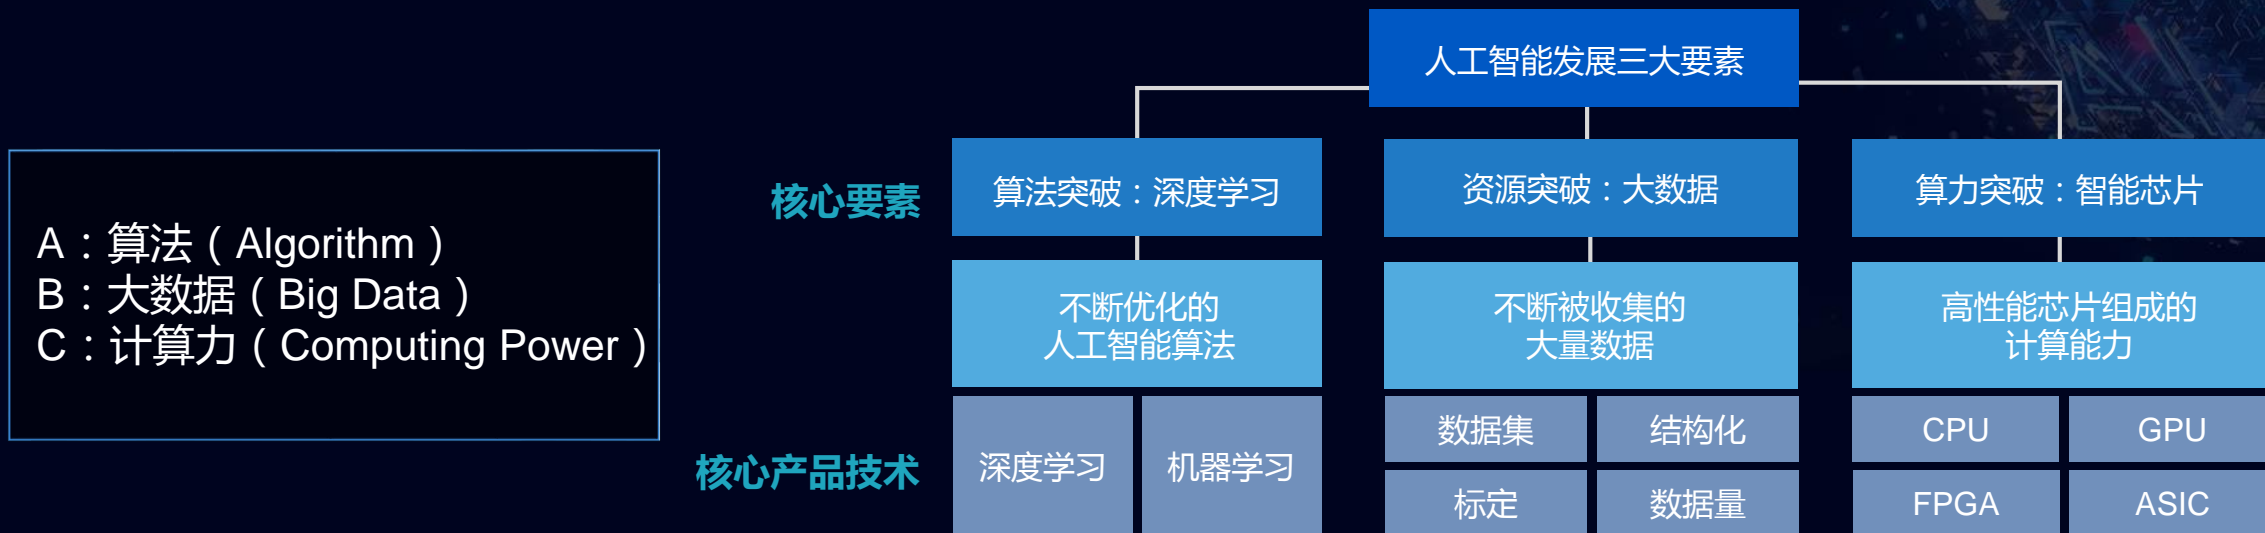 A：算法（Algorithm）
B：大数据（Big Data）
C：计算力（Computing Power）
人工智能发展三大要素
核心要素
算法突破：深度学习
资源突破：大数据
算力突破：智能芯片
不断优化的
人工智能算法
不断被收集的
大量数据
高性能芯片组成的
计算能力
核心产品技术
深度学习
机器学习
数据集
结构化
标定
数据量
CPU
GPU
FPGA
ASIC